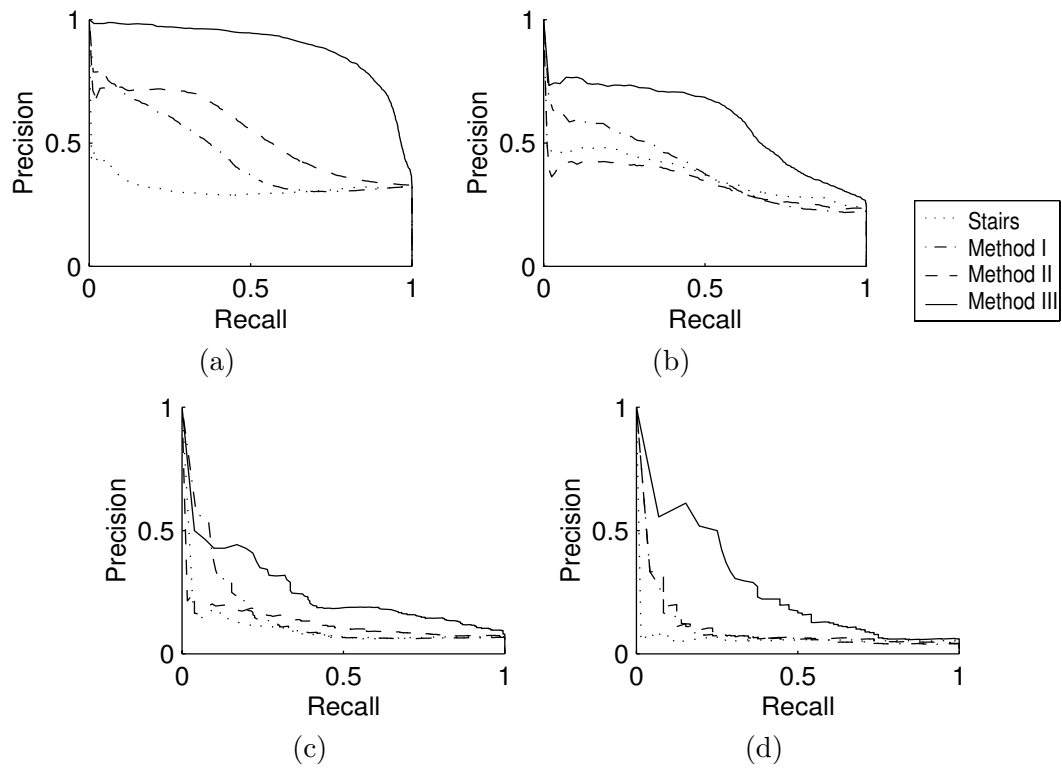 1
0.5
0
0
0.5
1
Precision
Recall
(a)
1
0.5
0
0
0.5
1
Precision
Recall
(b)
Stairs
Method I
Method II
Method III
1
0.5
0
0
0.5
1
Precision
Recall
(c)
1
0.5
0
0
0.5
1
Precision
Recall
(d)